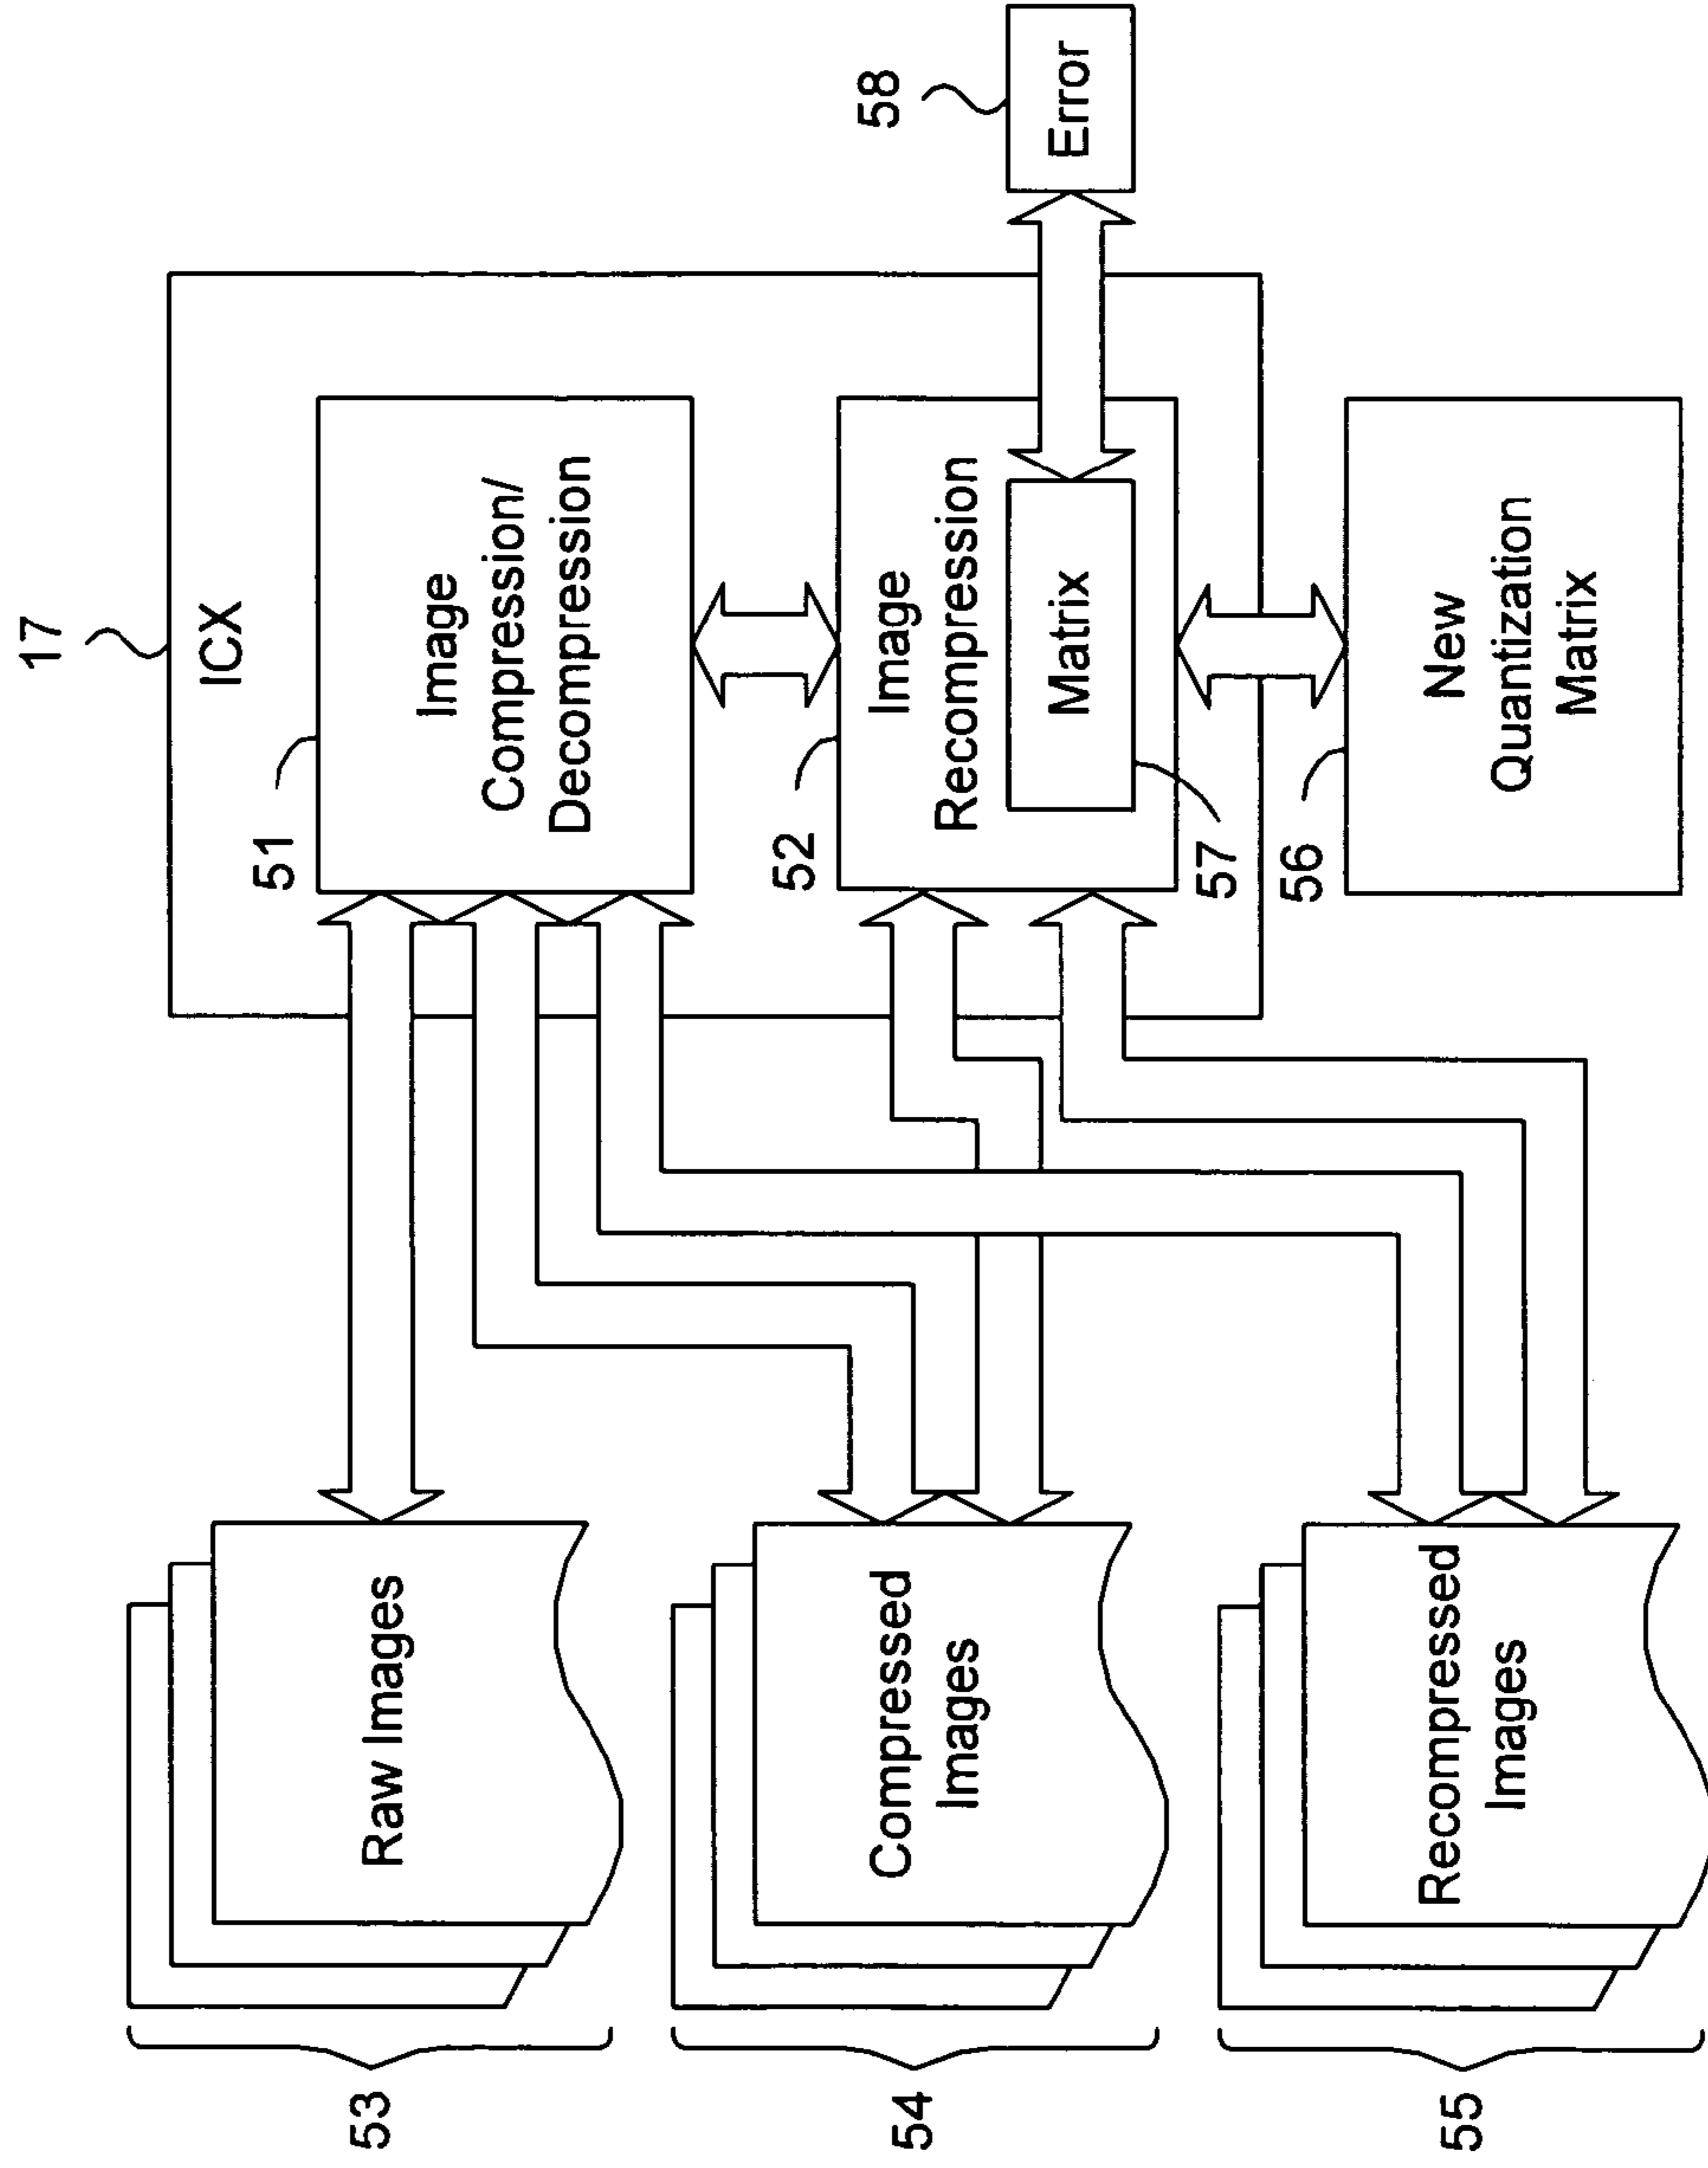 17
ICX
51
Image
Compression/
Decompression
52
Image
Recompression
Matrix
57
58
Error
56
New
Quantization
Matrix
53
Raw Images
54
Compressed
Images
55
Recompressed
Images